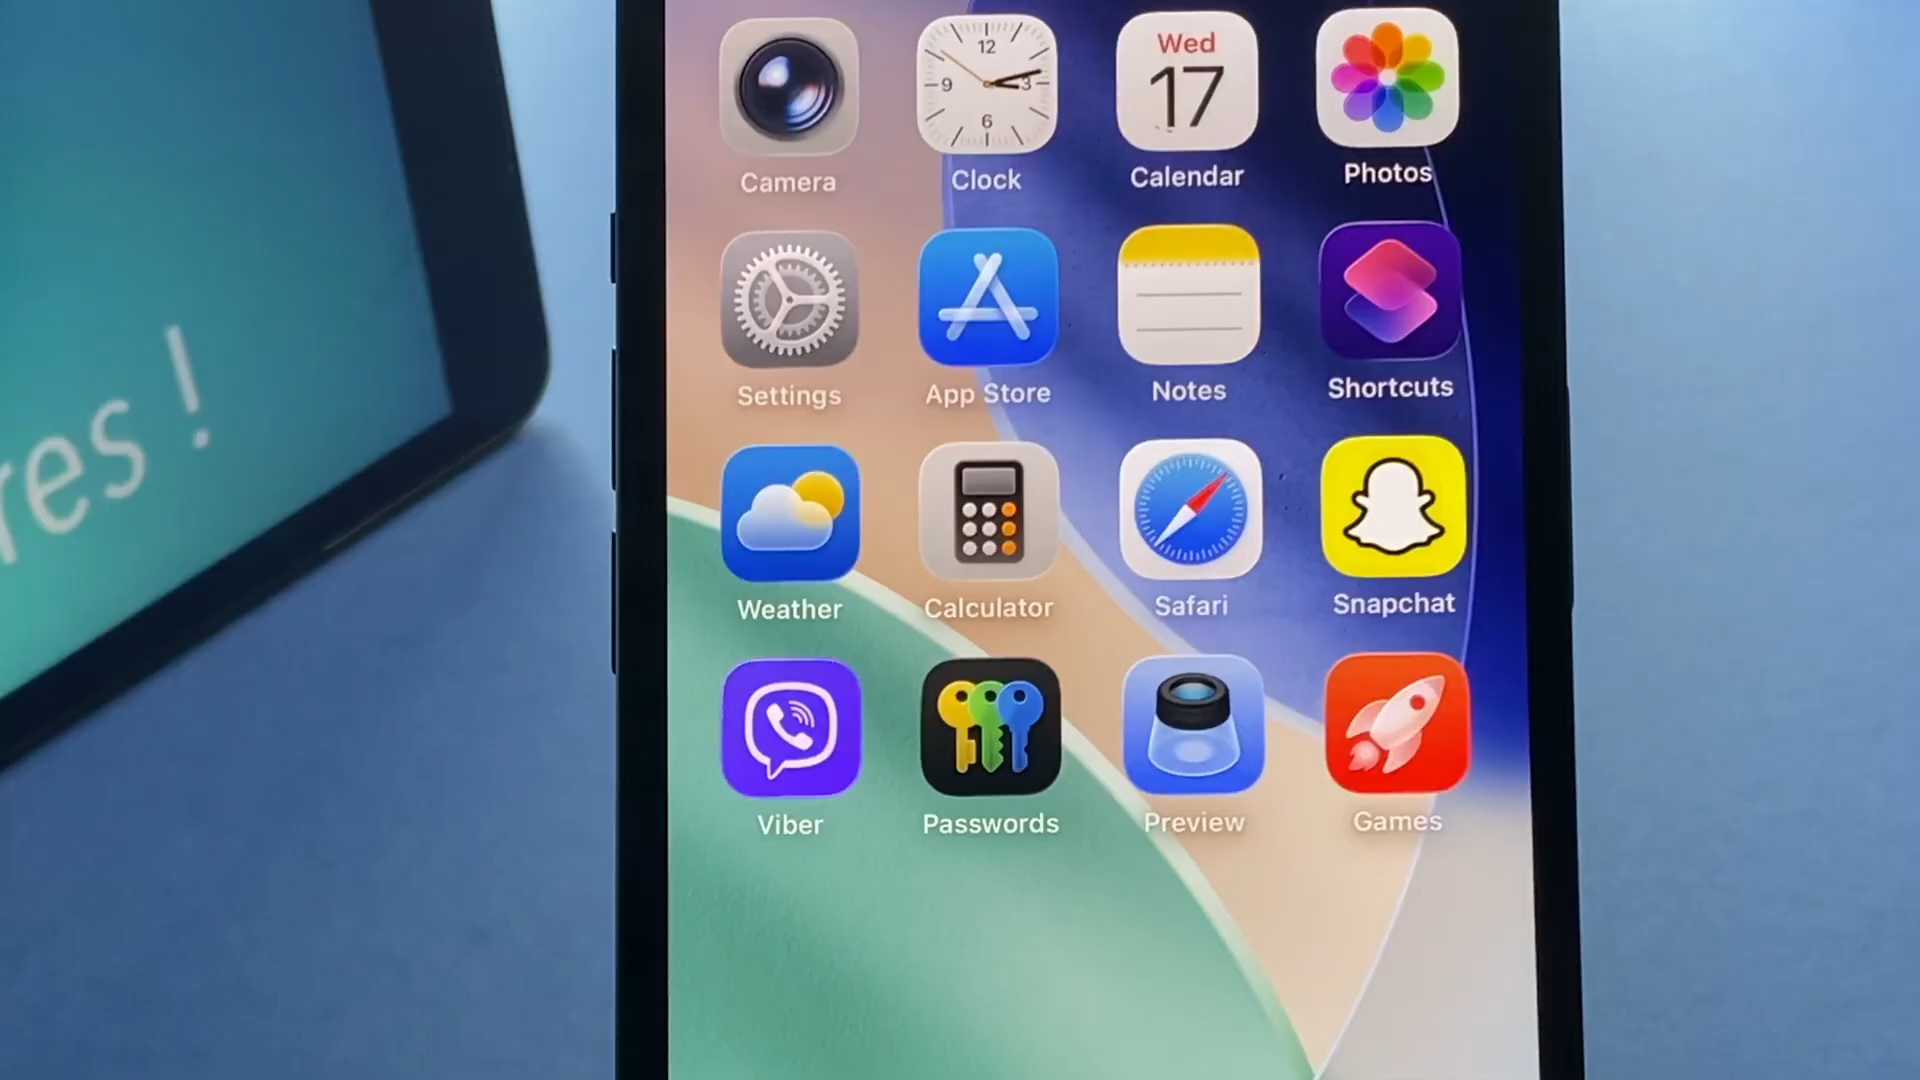 res !
12
9
3
6
Wed
17
Camera
Clock
Calendar
Photos
Settings
App Store
Notes
Shortcuts
Weather
Calculator
Safari
Snapchat
Viber
Passwords
Preview
Games